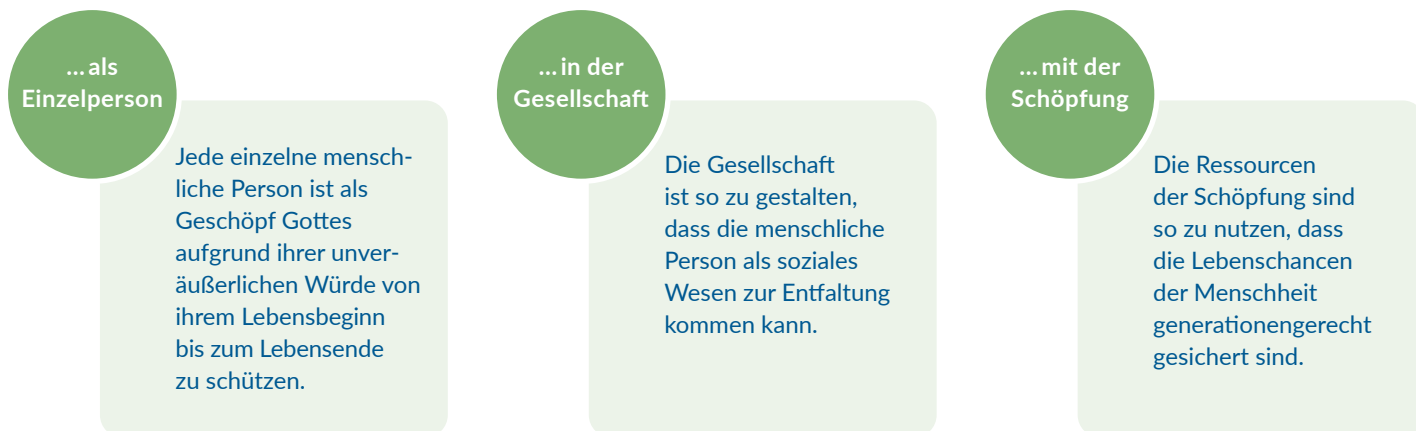 ... als
Einzelperson
Jede einzelne mensch-
liche Person ist als
Geschöpf Gottes
aufgrund ihrer unver-
äußerlichen Würde von
ihrem Lebensbeginn
bis zum Lebensende
zu schützen.
... in der
Gesellschaft
Die Gesellschaft
ist so zu gestalten,
dass die menschliche
Person als soziales
Wesen zur Entfaltung
kommen kann.
... mit der
Schöpfung
Die Ressourcen
der Schöpfung sind
so zu nutzen, dass
die Lebenschancen
der Menschheit
generationengerecht
gesichert sind.